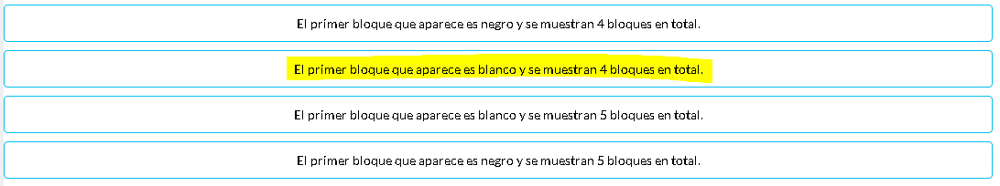 El primer bloque que aparece es negro y se muestran 4 bloques en total.
El primer bloque que aparece es blanco y se muestran 4 bloques en total.
El primer bloque que aparece es blanco y se muestran 5 bloques en total.
El primer bloque que aparece es negro y se muestran 5 bloques en total.